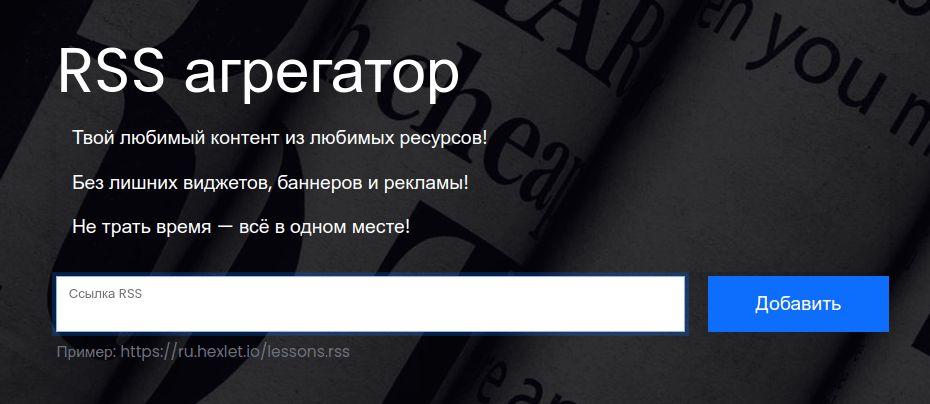 RSS агрегатор
Твой любимый контент из любимых ресурсов!
Без лишних виджетов, баннеров и рекламы!
Не трать время — всё в одном месте!
Ссылка RSS
Добавить
Пример: https://ru.hexlet.io/lessons.rss